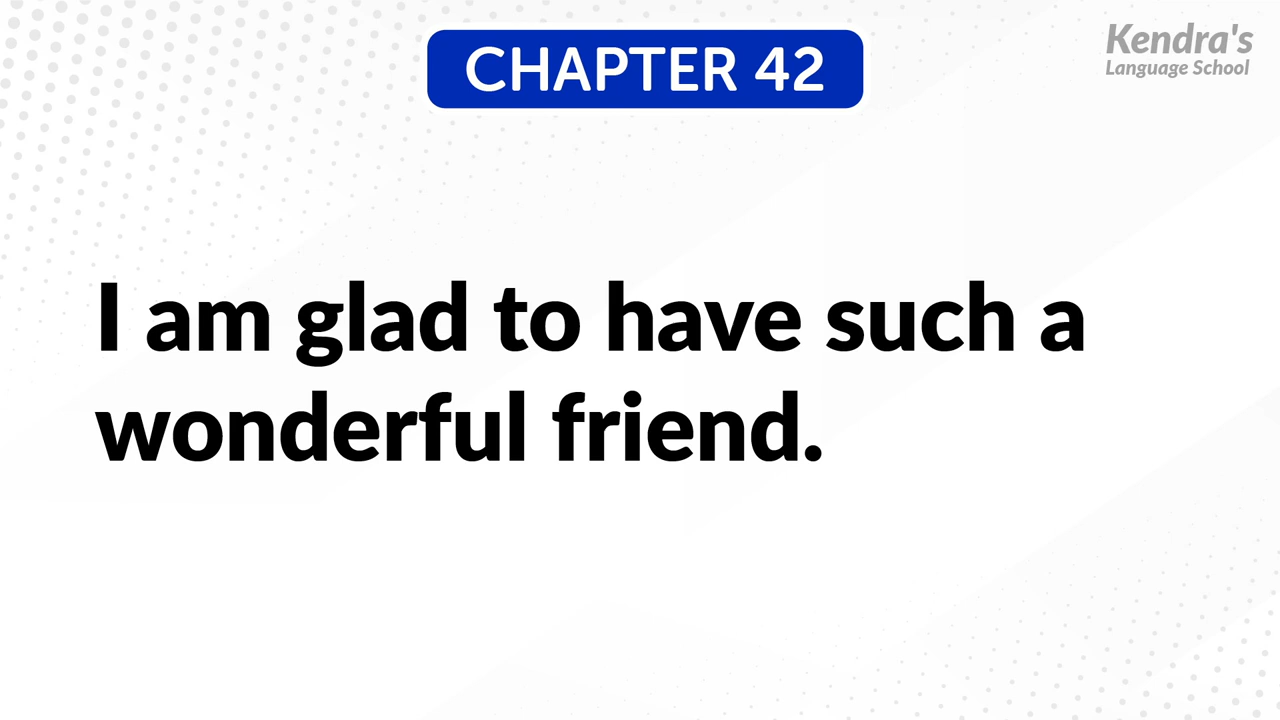 CHAPTER 42
Kendra's
Language School
I am glad to have such a
wonderful friend.